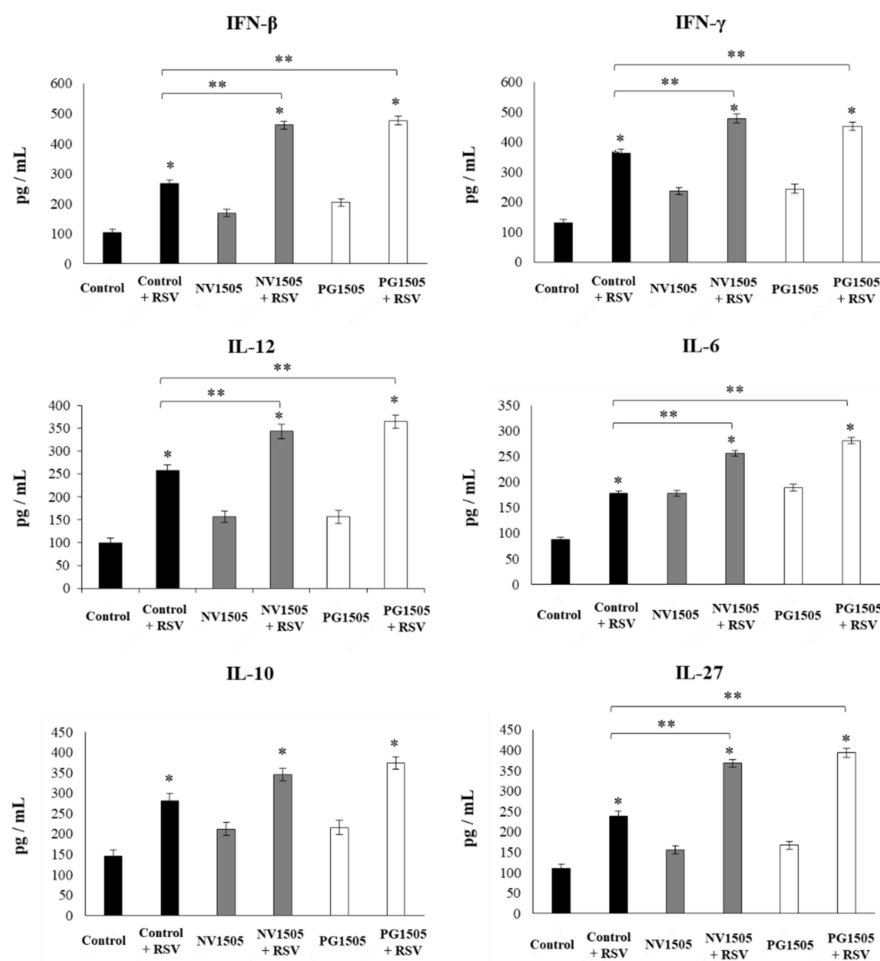 IFN-β
**
**
600
500
400
300
200
100
0
pg / mL
*
*
*
Control
Control
+ RSV
NV1505
NV1505
+ RSV
PG1505
PG1505
+ RSV
IFN-γ
**
**
600
500
400
300
200
100
0
pg / mL
*
*
*
Control
Control
+ RSV
NV1505
NV1505
+ RSV
PG1505
PG1505
+ RSV
IL-12
**
**
400
350
300
250
200
150
100
50
0
pg / mL
*
*
*
Control
Control
+ RSV
NV1505
NV1505
+ RSV
PG1505
PG1505
+ RSV
IL-6
**
**
350
300
250
200
150
100
50
0
pg / mL
*
*
*
Control
Control
+ RSV
NV1505
NV1505
+ RSV
PG1505
PG1505
+ RSV
IL-10
450
400
350
300
250
200
150
100
50
0
pg / mL
*
*
*
Control
Control
+ RSV
NV1505
NV1505
+ RSV
PG1505
PG1505
+ RSV
IL-27
**
**
450
400
350
300
250
200
150
100
50
0
pg / mL
*
*
*
Control
Control
+ RSV
NV1505
NV1505
+ RSV
PG1505
PG1505
+ RSV